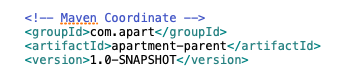 <!-- Maven Coordinate -->
<groupId>com.apart</groupId>
<artifactId>apartment-parent</artifactId>
<version>1.0-SNAPSHOT</version>